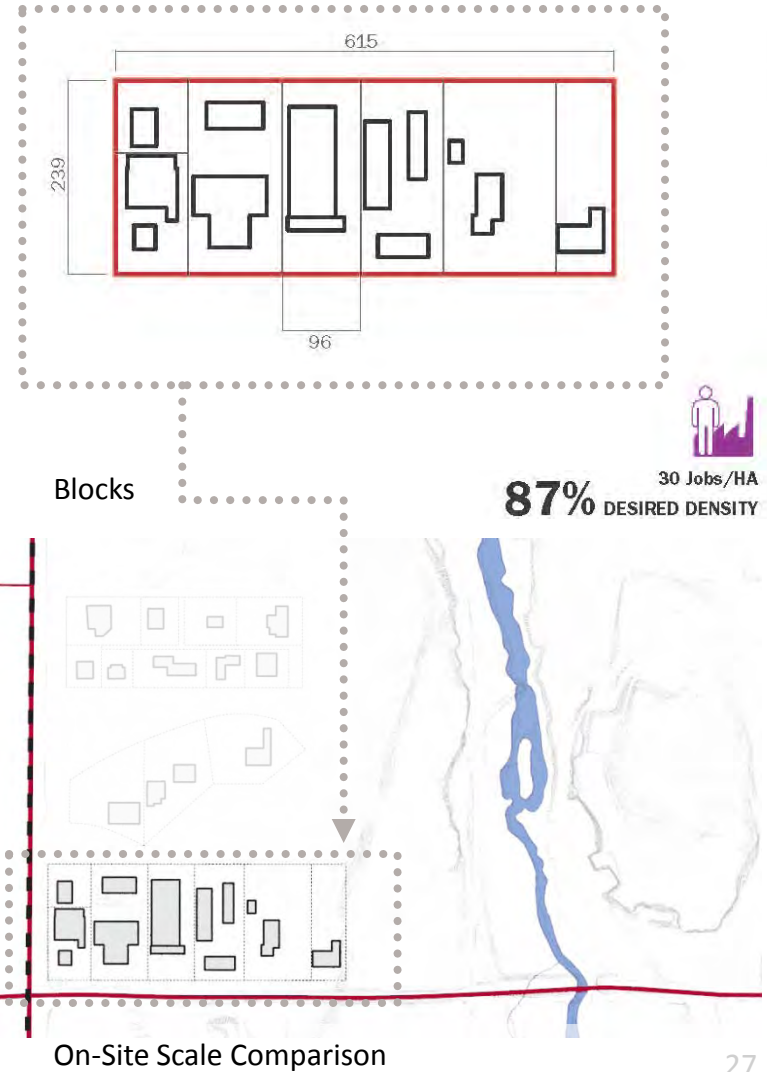 615
239
96
Blocks
30 Jobs/HA
87% DESIRED DENSITY
On-Site Scale Comparison
27